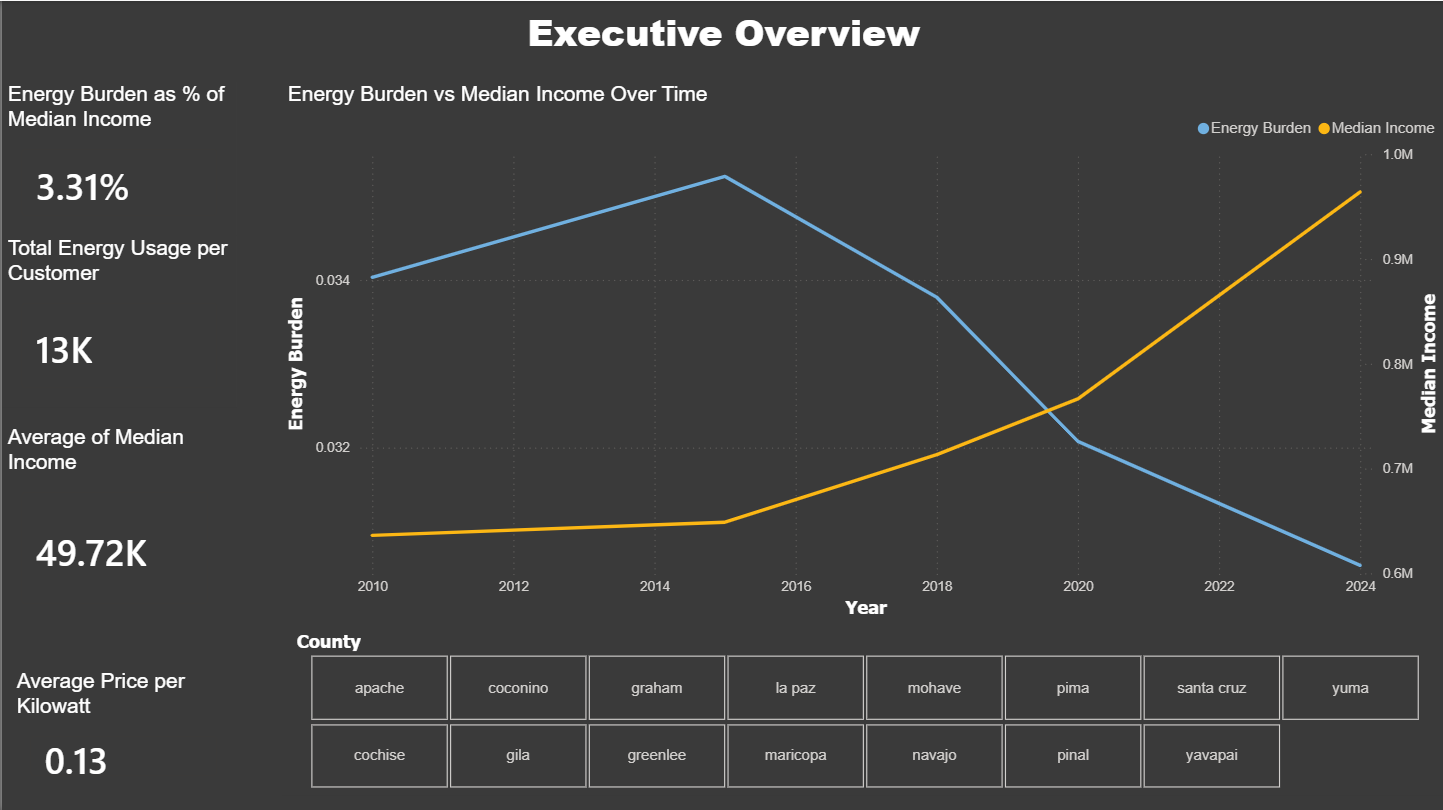 Executive Overview
Energy Burden as % of
Median Income
3.31%
Total Energy Usage per
Customer
13K
Average of Median
Income
49.72K
Average Price per
Kilowatt
0.13
Energy Burden vs Median Income Over Time
Energy Burden
Median Income
Energy Burden
0.034
0.032
1.0M
0.9M
0.8M
0.7M
0.6M
Median Income
2010
2012
2014
2016
2018
2020
2022
2024
Year
County
apache
coconino
graham
la paz
mohave
pima
santa cruz
yuma
cochise
gila
greenlee
maricopa
navajo
pinal
yavapai